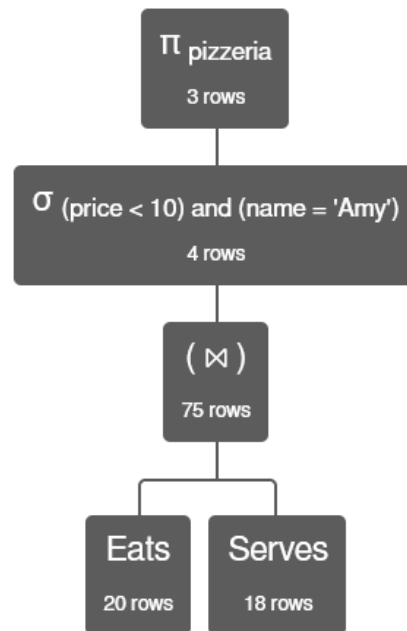 π pizzeria
3 rows
σ (price < 10) and (name = 'Amy')
4 rows
( ⋈ )
75 rows
Eats
20 rows
Serves
18 rows